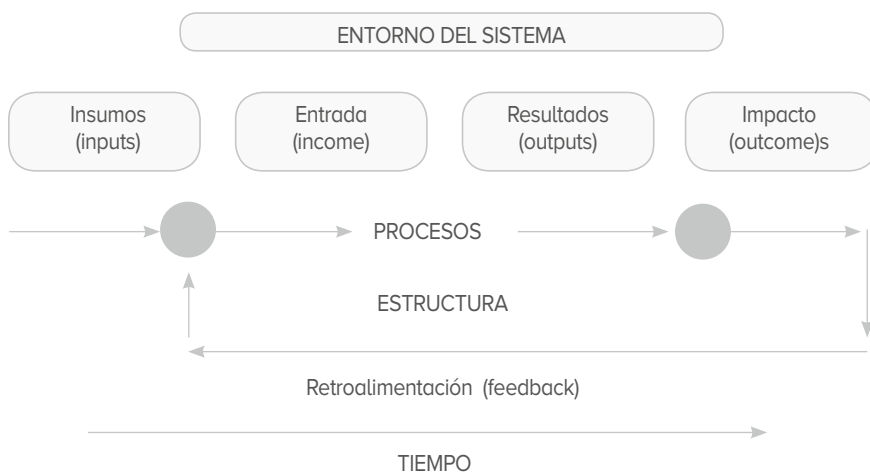 ENTORNO DEL SISTEMA
Insumos
(inputs)
Entrada
(income)
Resultados
(outputs)
Impacto
(outcome)s
PROCESOS
ESTRUCTURA
Retroalimentación (feedback)
TIEMPO